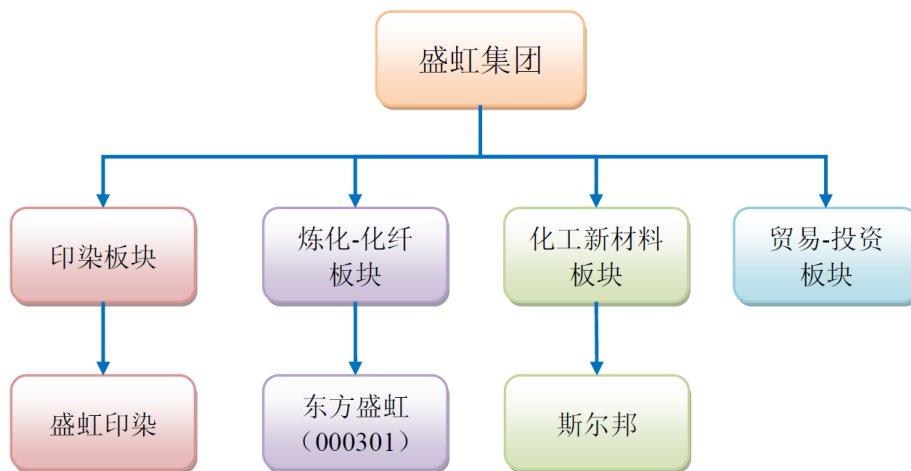 盛虹集团
印染板块
炼化-化纤
板块
化工新材料
板块
贸易-投资
板块
盛虹印染
东方盛虹
（000301）
斯尔邦